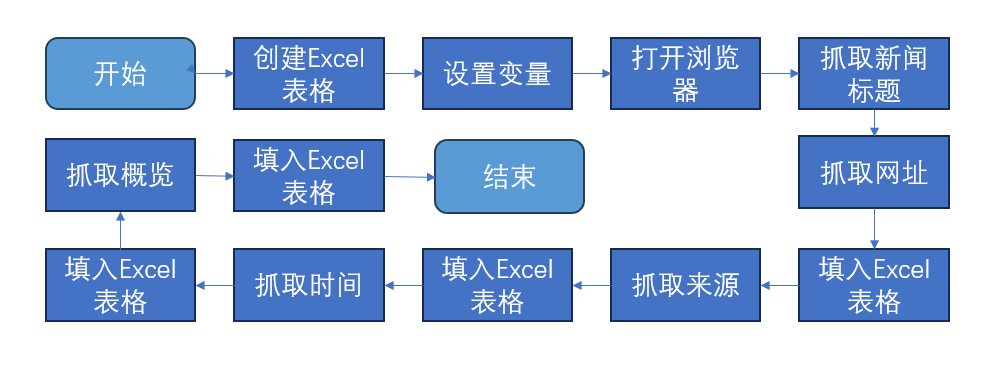 开始
创建Excel
表格
设置变量
打开浏览
器
抓取新闻
标题
抓取网址
填入Excel
表格
抓取来源
填入Excel
表格
抓取时间
填入Excel
表格
抓取概览
填入Excel
表格
结束